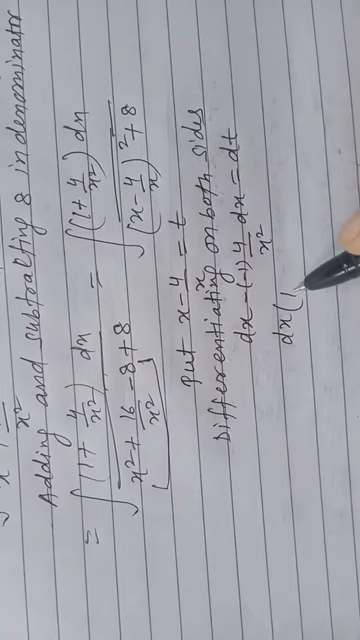 x²
Adding and subtracting 8 in denominator
= ∫ (1 + 4/x²) dx / x² + 16/x² - 8 + 8 = ∫ (1 + 4/x²) dx / (x - 4/x)² + 8
Put x - 4/x = t
Differentiating on both sides
dx - (-1) 4/x² dx = dt
dx (1